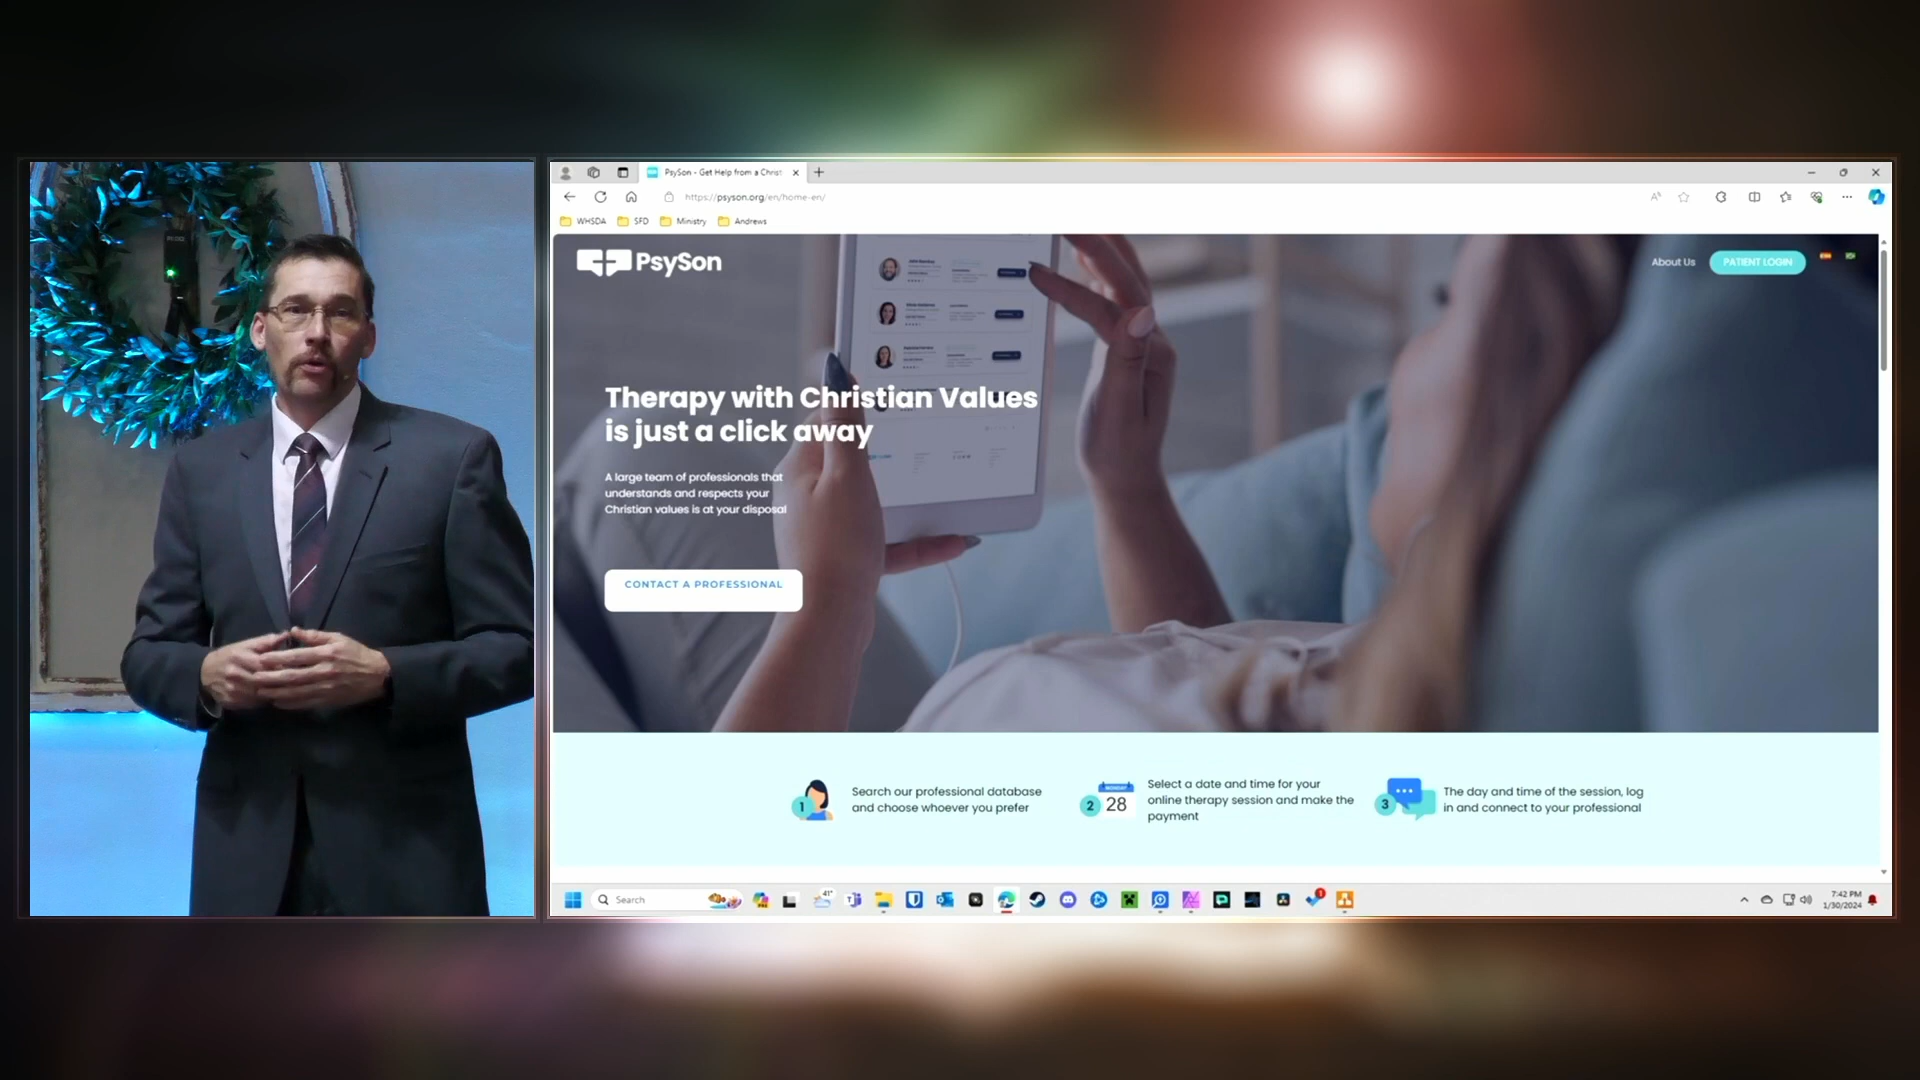 PsySon - Get Help from a Christ
https://psyson.org/en/home-en/
WHSDA
SFD
Ministry
Andrews
PsySon
About Us
PATIENT LOGIN
Therapy with Christian Values
is just a click away
A large team of professionals that
understands and respects your
Christian values is at your disposal
CONTACT A PROFESSIONAL
1
Search our professional database
and choose whoever you prefer
2
MONDAY
28
Select a date and time for your
online therapy session and make the
payment
3
The day and time of the session, log
in and connect to your professional
Search
41°
1
7:42 PM
1/30/2024